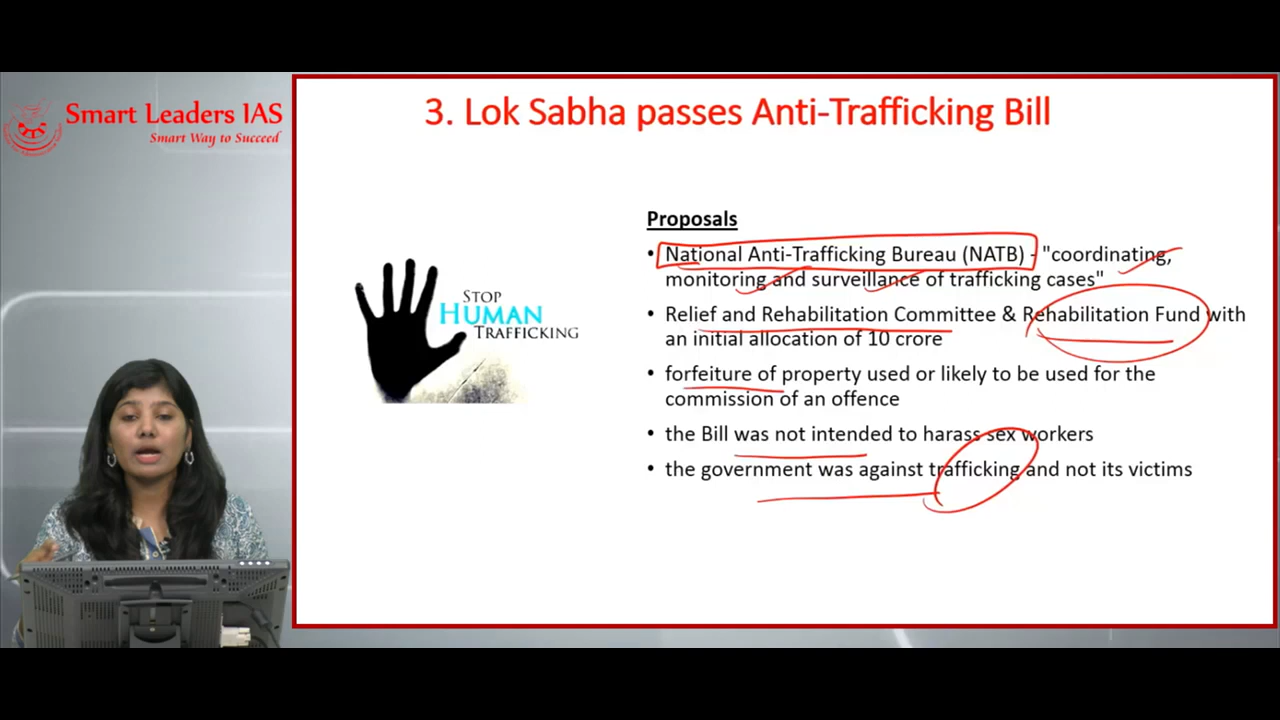 Smart Leaders IAS
Smart Way to Succeed
3. Lok Sabha passes Anti-Trafficking Bill
STOP
HUMAN
TRAFFICKING
Proposals
• National Anti-Trafficking Bureau (NATB) - "coordinating,
monitoring and surveillance of trafficking cases"
• Relief and Rehabilitation Committee & Rehabilitation Fund with
an initial allocation of 10 crore
• forfeiture of property used or likely to be used for the
commission of an offence
• the Bill was not intended to harass sex workers
• the government was against trafficking and not its victims